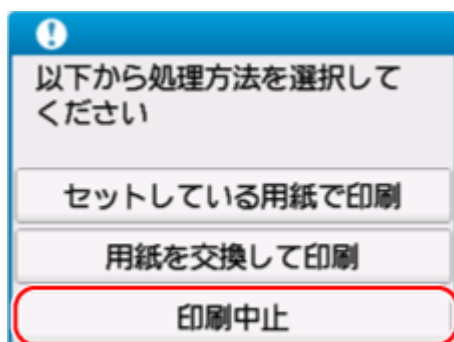 以下から処理方法を選択して
ください
セットしている用紙で印刷
用紙を交換して印刷
印刷中止